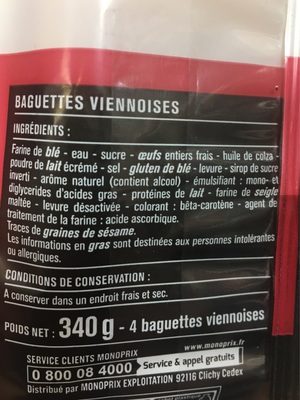 BAGUETTES VIENNOISES
INGRÉDIENTS :
Farine de blé - eau - sucre - œufs entiers frais - huile de colza -
poudre de lait écrémé - sel - gluten de blé - levure - sirop de sucre
inverti - arôme naturel (contient alcool) - émulsifiant : mono- et
diglycérides d'acides gras - protéines de lait - farine de seigle
maltée - levure désactivée - colorant : bêta-carotène - agent de
traitement de la farine : acide ascorbique.
Traces de graines de sésame.
Les informations en gras sont destinées aux personnes intolérantes
ou allergiques.
CONDITIONS DE CONSERVATION :
A conserver dans un endroit frais et sec.
POIDS NET : 340 g - 4 baguettes viennoises
www.monoprix.fr
SERVICE CLIENTS MONOPRIX
0 800 08 4000 Service & appel gratuits
Distribué par MONOPRIX EXPLOITATION 92116 Clichy Cedex